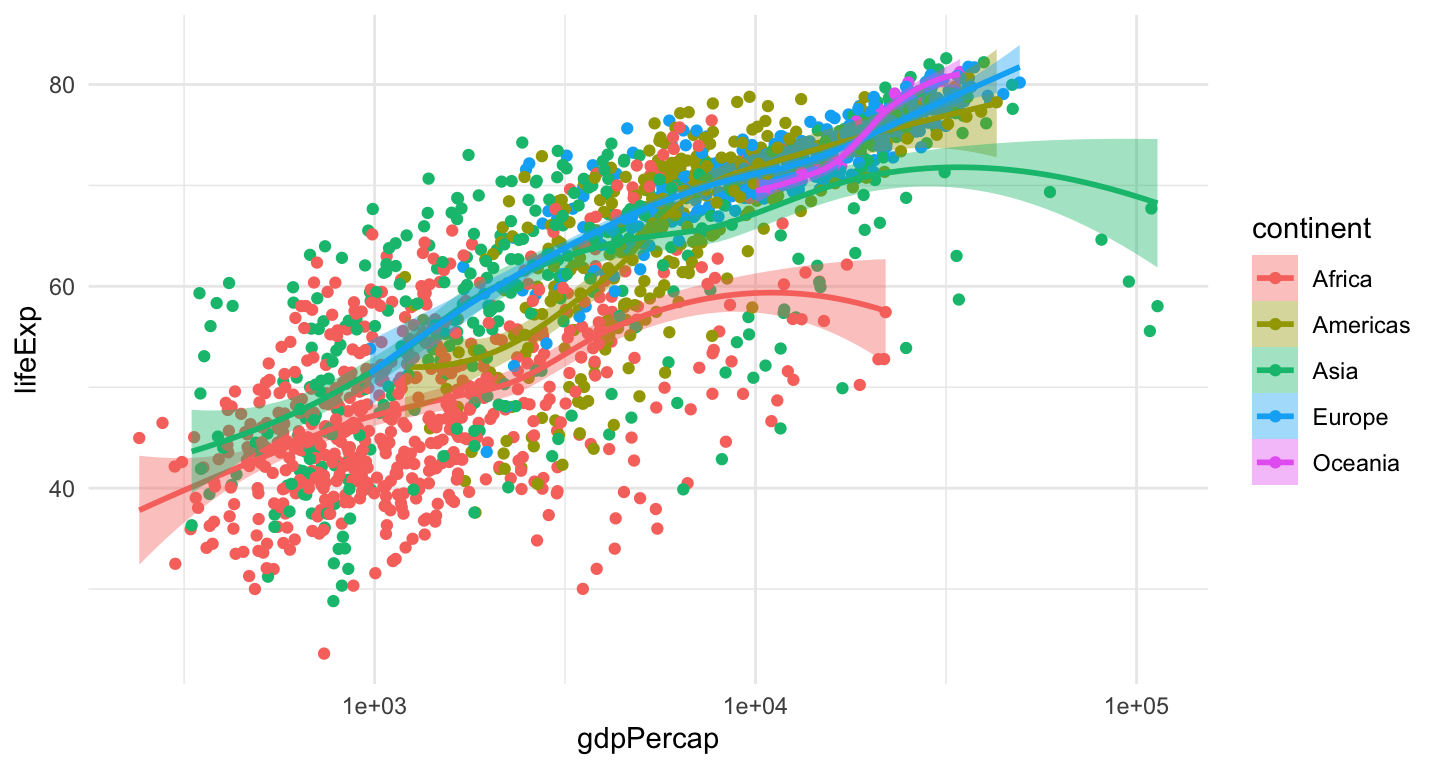 80
60
40
lifeExp
1e+03
1e+04
1e+05
gdpPercap
continent
Africa
Americas
Asia
Europe
Oceania